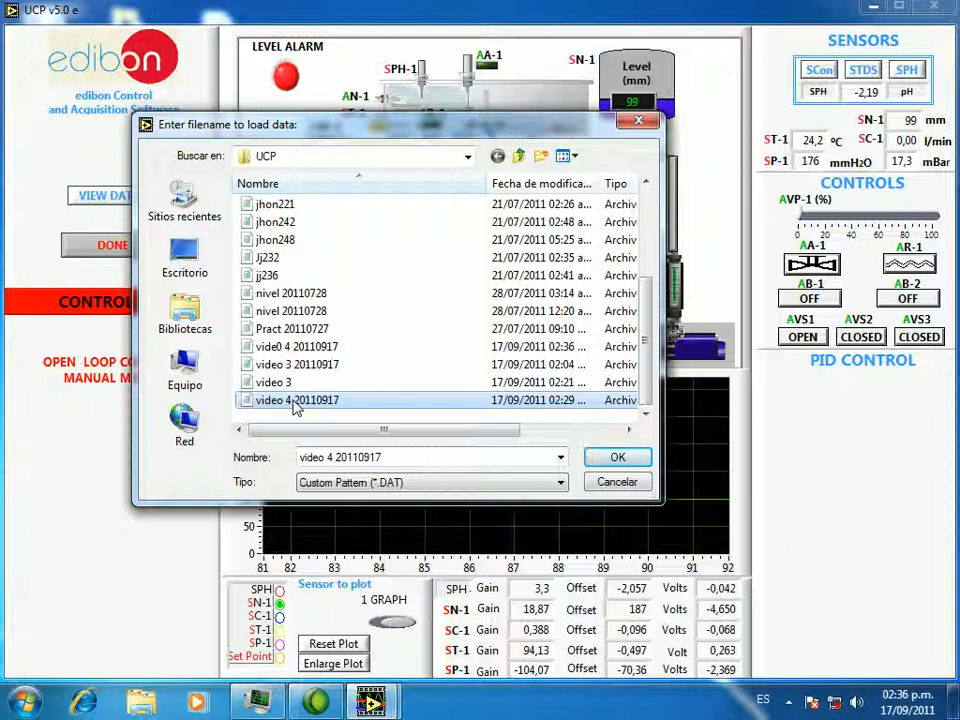 UCP v5.0 e
edibon
edibon Control
and Acquisition Software
VIEW DAT
DONE
CONTROL
OPEN LOOP CO
MANUAL M
LEVEL ALARM
SPH-1
AA-1
SN-1
AN-1
Level
(mm)
99
Enter filename to load data:
Buscar en:
UCP
Nombre
Fecha de modifica...
Tipo
Sitios recientes
Escritorio
Bibliotecas
Equipo
Red
jhon221 21/07/2011 02:26 a... Archiv
jhon242 21/07/2011 02:48 a... Archiv
jhon248 21/07/2011 05:25 a... Archiv
Jj232 21/07/2011 02:35 a... Archiv
jj236 21/07/2011 02:41 a... Archiv
nivel 20110728 28/07/2011 03:14 a... Archiv
nivel 20110728 28/07/2011 12:20 a... Archiv
Pract 20110727 27/07/2011 09:10 ... Archiv
vide0 4 20110917 17/09/2011 02:36 ... Archiv
video 3 20110917 17/09/2011 02:04 ... Archiv
video 3 17/09/2011 02:21 ... Archiv
video 4 20110917 17/09/2011 02:29 ... Archiv
Nombre: video 4 20110917 OK
Tipo: Custom Pattern (*.DAT) Cancelar
SENSORS
SCon STDS SPH
SPH -2,19 pH
SN-1 99 mm
ST-1 24,2 ºC SC-1 0,00 l/min
SP-1 176 mmH2O 17,3 mBar
CONTROLS
AVP-1 (%)
0 20 40 60 80 100
AA-1 AR-1
AB-1 AB-2
OFF OFF
AVS1 AVS2 AVS3
OPEN CLOSED CLOSED
PID CONTROL
50
0
81 82 83 84 85 86 87 88 89 90 91 92
Sensor to plot
SPH
SN-1
SC-1
ST-1
SP-1
Set Point
1 GRAPH
Reset Plot
Enlarge Plot
SPH. Gain 3,3 Offset -2,057 Volts -0,042
SN-1 Gain 18,87 Offset 187 Volts -4,650
SC-1 Gain 0,388 Offset -0,096 Volts -0,068
ST-1 Gain 94,13 Offset -0,497 Volt 0,263
SP-1 Gain -104,07 Offset -70,36 Volts -2,369
ES
02:36 p.m.
17/09/2011